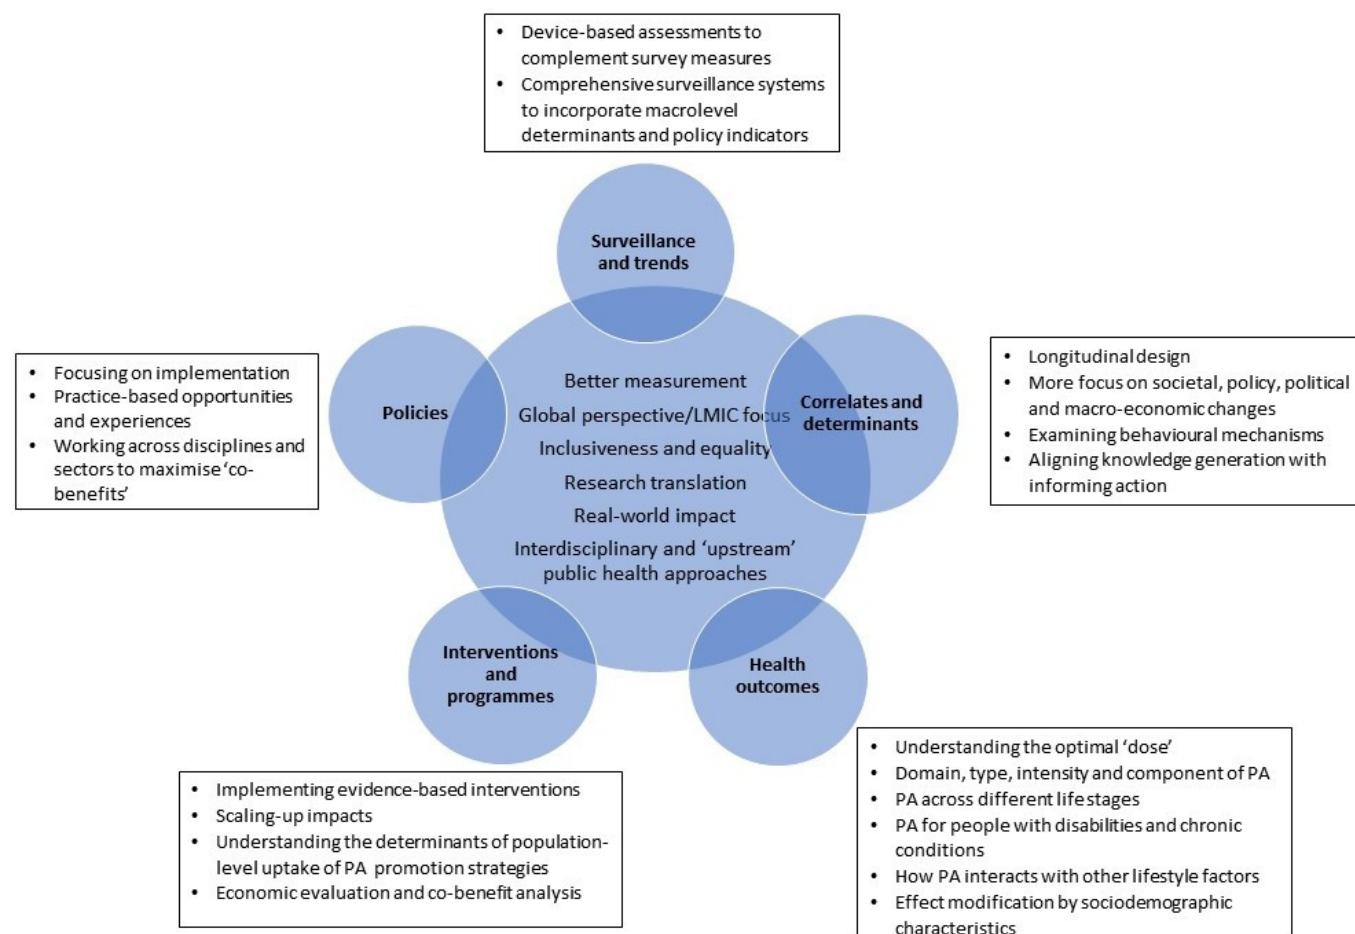 • Device-based assessments to
complement survey measures
• Comprehensive surveillance systems
to incorporate macrolevel
determinants and policy indicators
Surveillance
and trends
• Focusing on implementation
• Practice-based opportunities
and experiences
• Working across disciplines and
sectors to maximise ‘co-
benefits’
Policies
Better measurement
Global perspective/LMIC focus
Inclusiveness and equality
Research translation
Real-world impact
Interdisciplinary and ‘upstream’
public health approaches
Correlates and
determinants
• Longitudinal design
• More focus on societal, policy, political
and macro-economic changes
• Examining behavioural mechanisms
• Aligning knowledge generation with
informing action
Interventions
and
programmes
Health
outcomes
• Implementing evidence-based interventions
• Scaling-up impacts
• Understanding the determinants of population-
level uptake of PA promotion strategies
• Economic evaluation and co-benefit analysis
• Understanding the optimal ‘dose’
• Domain, type, intensity and component of PA
• PA across different life stages
• PA for people with disabilities and chronic
conditions
• How PA interacts with other lifestyle factors
• Effect modification by sociodemographic
characteristics